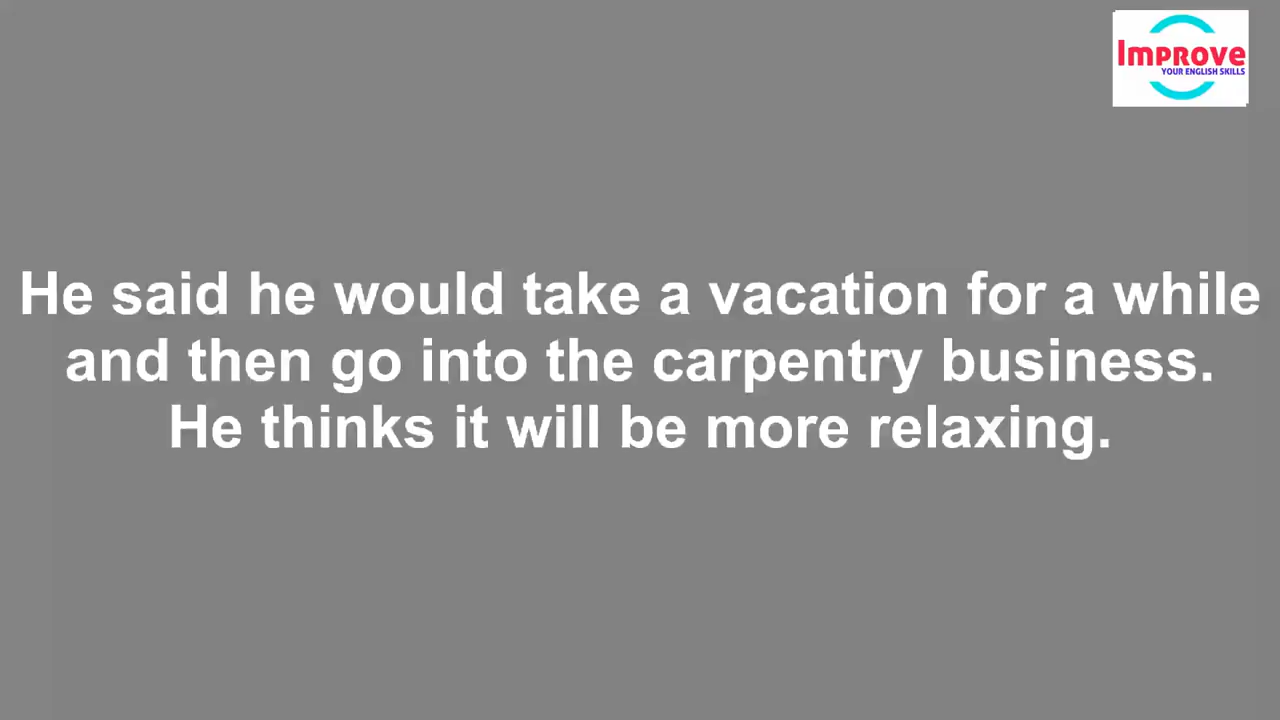 Improve
YOUR ENGLISH SKILLS
He said he would take a vacation for a while
and then go into the carpentry business.
He thinks it will be more relaxing.